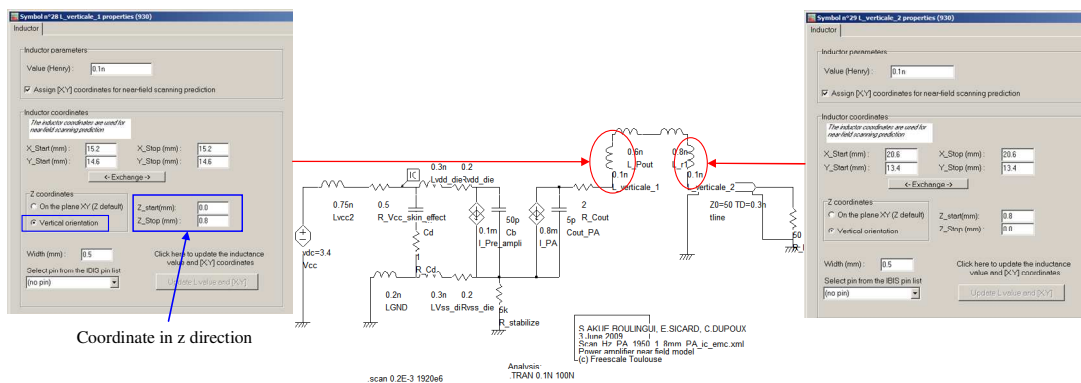 Symbol n°28 L_verticale_1 properties (930)
Inductor
Inductor parameters
Value (Henry) : 0.1n
Assign [X,Y] coordinates for near-field scanning prediction
Inductor coordinates
The inductor coordinates are used for
near-field scanning prediction
X_Start (mm) : 15.2 X_Stop (mm) : 15.2
Y_Start (mm) : 14.6 Y_Stop (mm) : 14.6
<- Exchange ->
Z coordinates
On the plane XY (Z default)
Vertical orientation
Z_start(mm): 0.0
Z_Stop (mm): 0.8
Width (mm) : 0.5
Click here to update the inductance
value and [X,Y] coordinates
Select pin from the IBIS pin list
(no pin)
Update L value and [X,Y]
Coordinate in z direction
0.6n
L_Pout
0.8n
0.1n
L_verticale_1
0.1n
L_verticale_2
IC
0.3n
Lvdd_die
0.2
Rvdd_die
0.75n
Lvcc2
0.5
R_Vcc_skin_effect
Cd
50p
Cb
0.1m
I_Pre_ampli
0.8m
I_PA
5p
Cout_PA
2
R_Cout
Z0=50 TD=0.3n
tline
50
vdc=3.4
Vcc
1
R_Cd
0.2n
LGND
0.3n
LVss_di
0.2
Rvss_die
5k
R_stabilize
S.AKUE BOULINGUI, E.SICARD, C.DUPOUX
3 June 2009
Scan_Hz_PA_1950_1_8mm_PA_ic_emc.xml
Power amplifier near field model
(c) Freescale Toulouse
Analysis:
.TRAN 0.1N 100N
.scan 0.2E-3 1920e6
Symbol n°29 L_verticale_2 properties (930)
Inductor
Inductor parameters
Value (Henry) : 0.1n
Assign [X,Y] coordinates for near-field scanning prediction
Inductor coordinates
The inductor coordinates are used for
near-field scanning prediction
X_Start (mm) : 20.6 X_Stop (mm) : 20.6
Y_Start (mm) : 13.4 Y_Stop (mm) : 13.4
<- Exchange ->
Z coordinates
On the plane XY (Z default)
Vertical orientation
Z_start(mm): 0.8
Z_Stop (mm): 0.0
Width (mm) : 0.5
Click here to update the inductance
value and [X,Y] coordinates
Select pin from the IBIS pin list
(no pin)
Update L value and [X,Y]